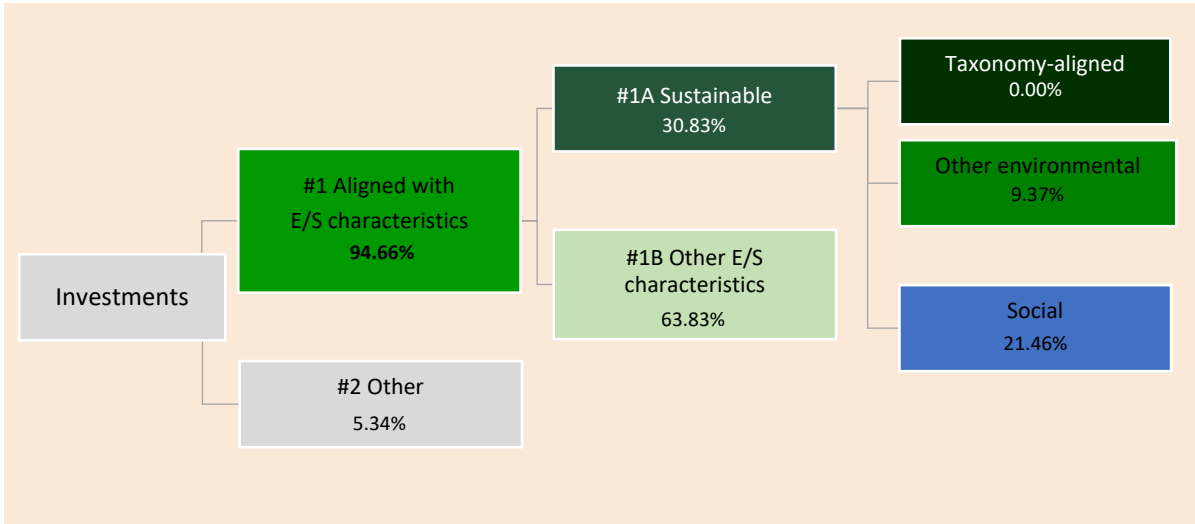 Investments
#1 Aligned with
E/S characteristics
94.66%
#2 Other
5.34%
#1A Sustainable
30.83%
#1B Other E/S
characteristics
63.83%
Taxonomy-aligned
0.00%
Other environmental
9.37%
Social
21.46%